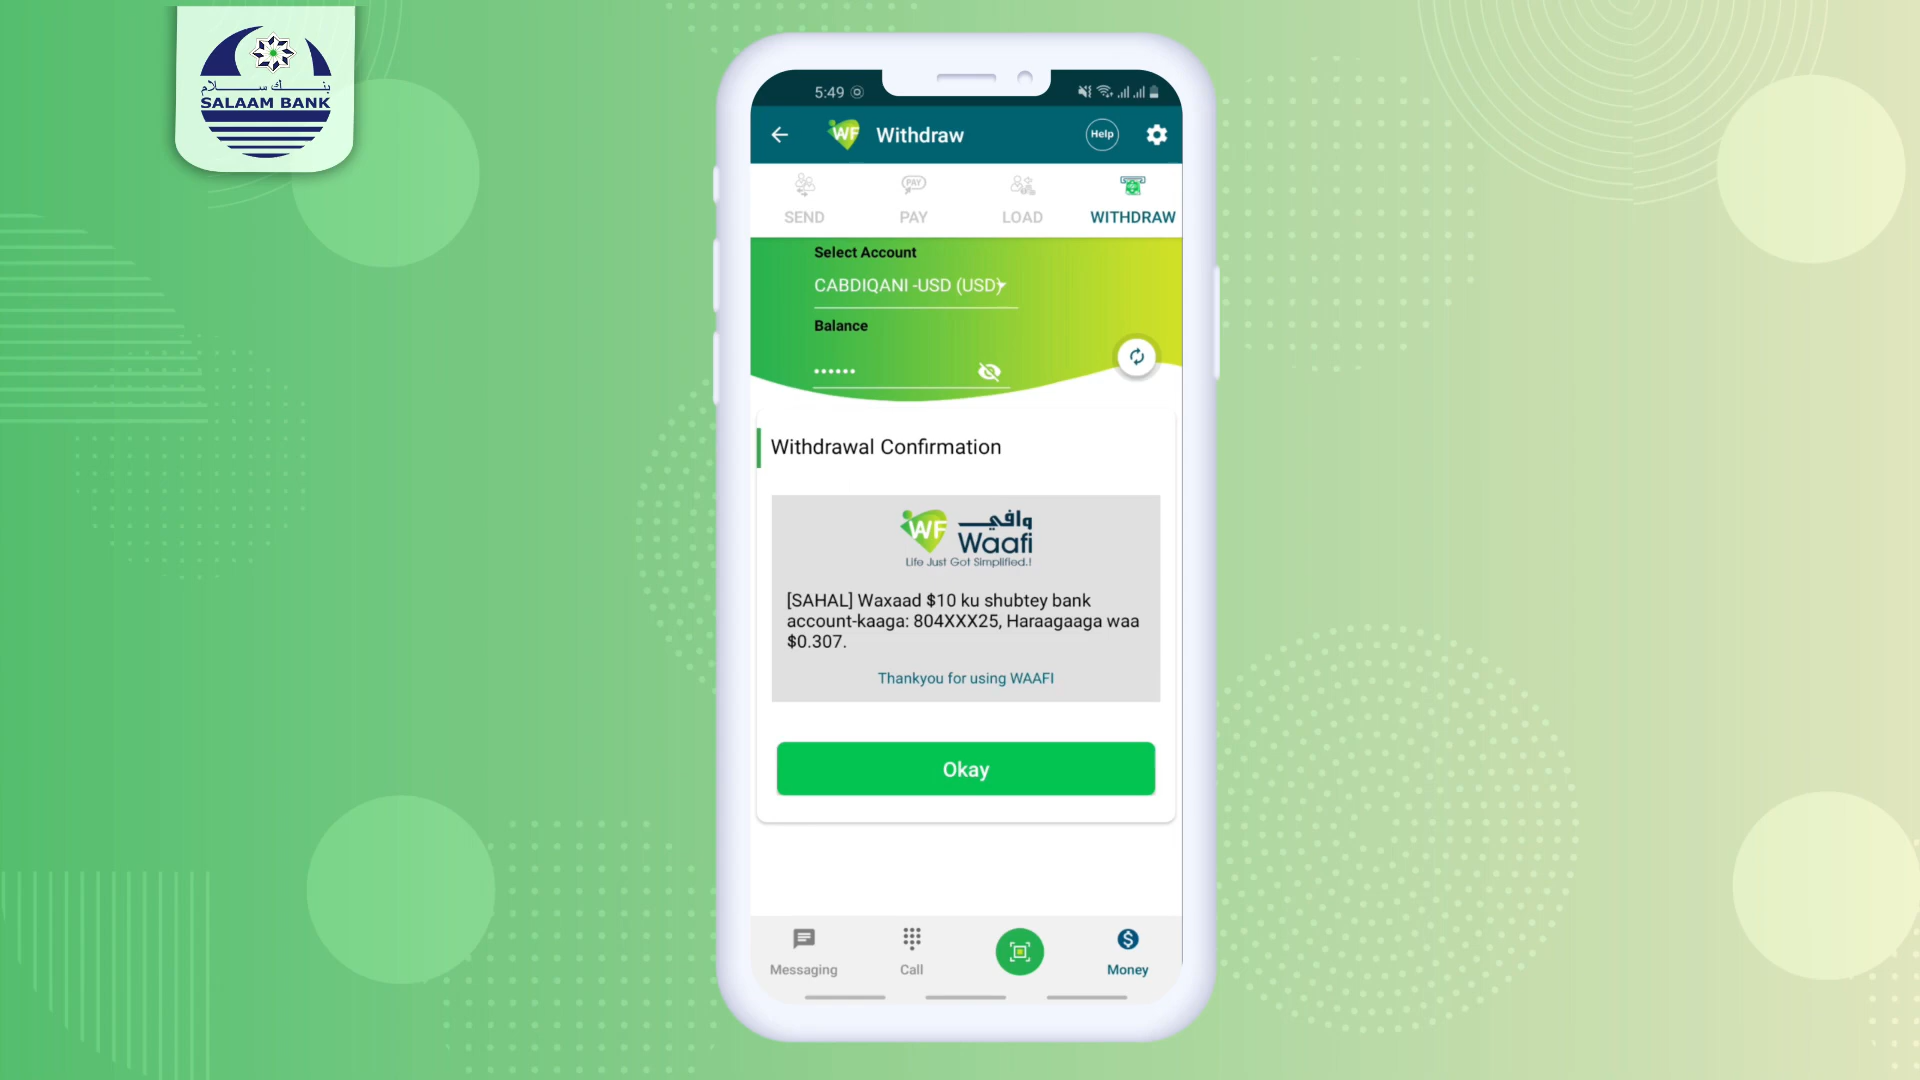 بنك سلام
SALAAM BANK
5:49
WF Withdraw Help
SEND PAY LOAD WITHDRAW
PAY
Select Account
CABDIQANI -USD (USD)
Balance
Withdrawal Confirmation
WF وافي
Waafi
Life Just Got Simplified.!
[SAHAL] Waxaad $10 ku shubtey bank
account-kaaga: 804XXX25, Haraagaaga waa
$0.307.
Thankyou for using WAAFI
Okay
Messaging Call Money